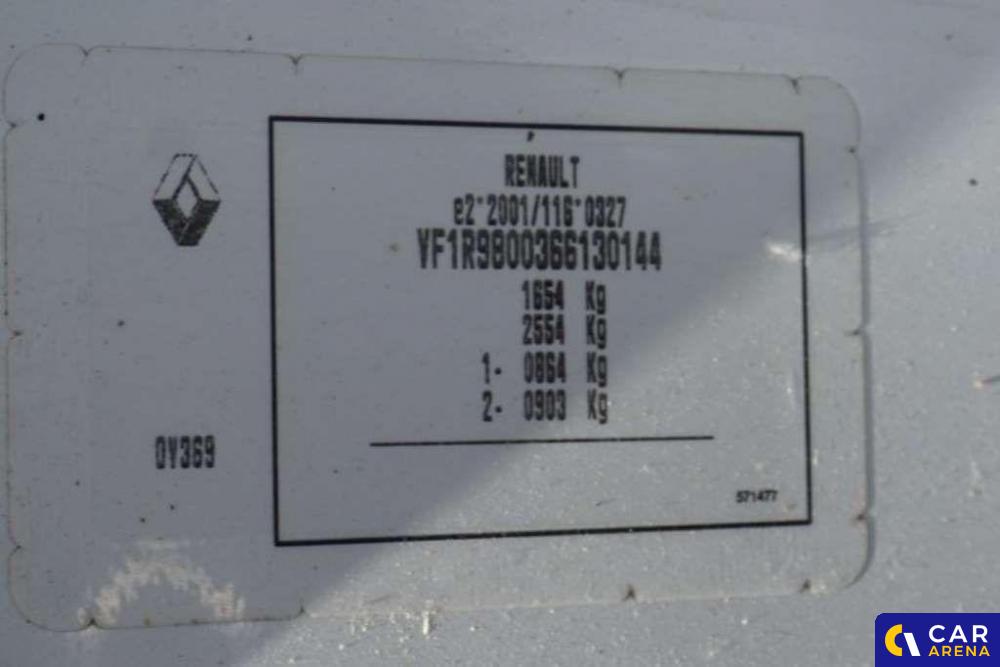 RENAULT
e2*2001/116*0327
VF1R9800366130144
1654 Kg
2554 Kg
1- 0864 Kg
2- 0903 Kg
0V369
571477
CAR
ARENA